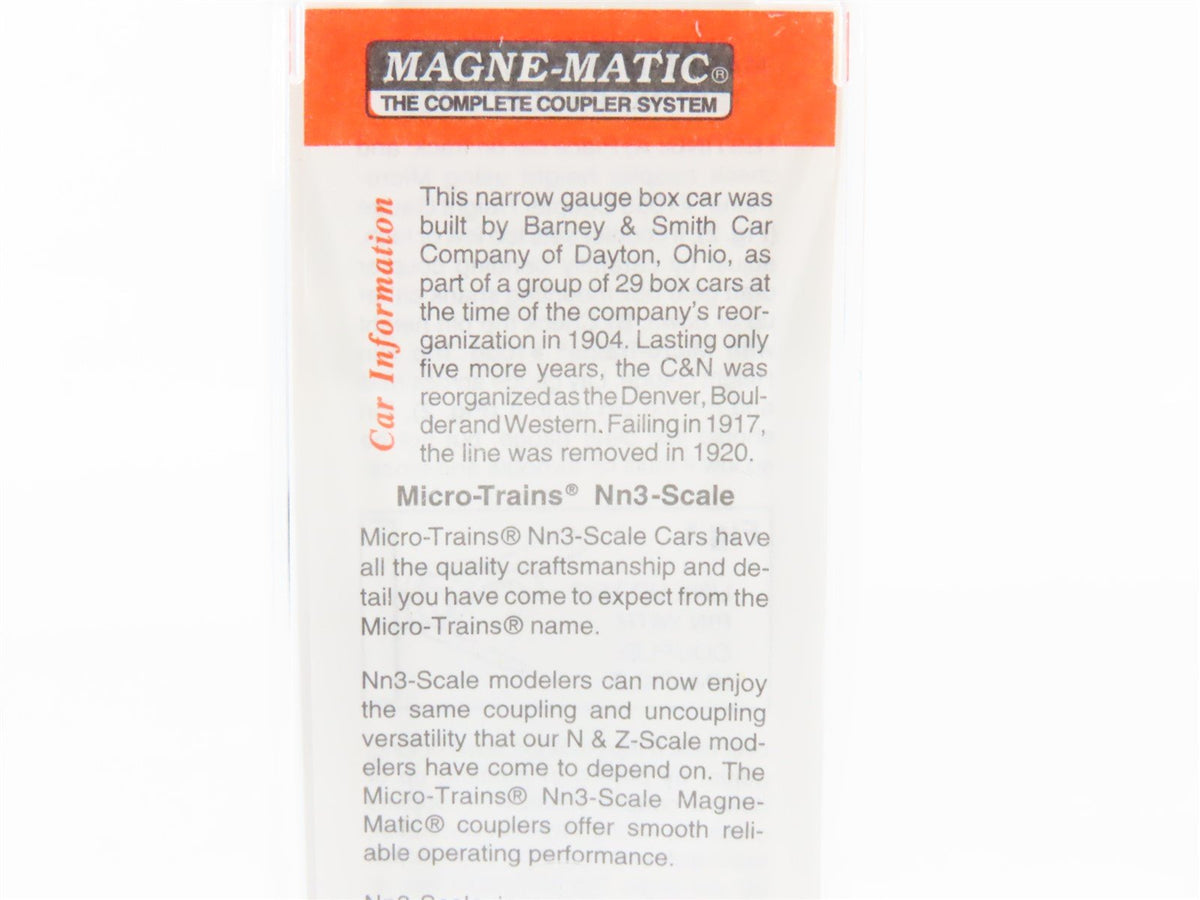 MAGNE-MATIC®
THE COMPLETE COUPLER SYSTEM
Car Information
This narrow gauge box car was
built by Barney & Smith Car
Company of Dayton, Ohio, as
part of a group of 29 box cars at
the time of the company's reor-
ganization in 1904. Lasting only
five more years, the C&N was
reorganized as the Denver, Boul-
der and Western. Failing in 1917,
the line was removed in 1920.
Micro-Trains® Nn3-Scale
Micro-Trains® Nn3-Scale Cars have
all the quality craftsmanship and de-
tail you have come to expect from the
Micro-Trains® name.
Nn3-Scale modelers can now enjoy
the same coupling and uncoupling
versatility that our N & Z-Scale mod-
elers have come to depend on. The
Micro-Trains® Nn3-Scale Magne-
Matic® couplers offer smooth reli-
able operating performance.